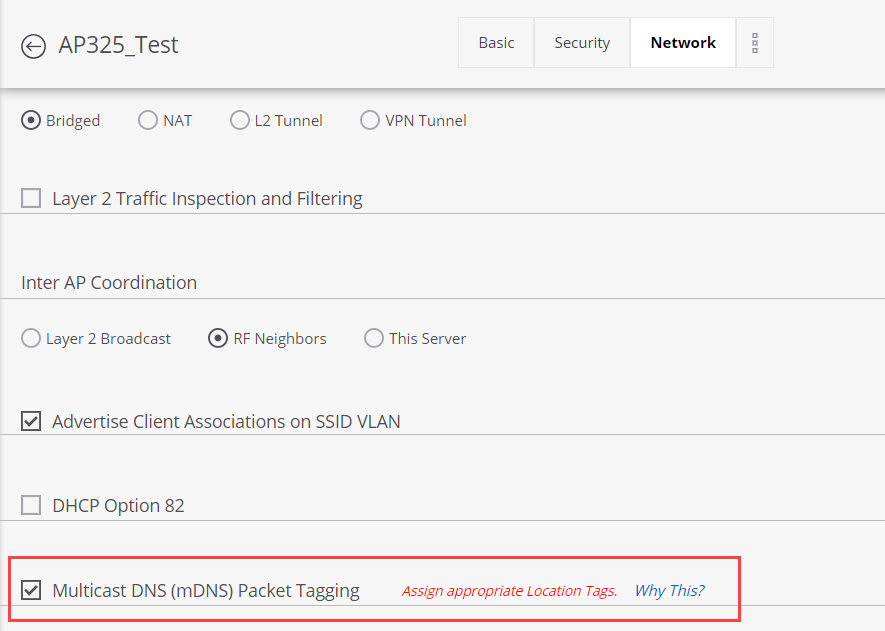 AP325_Test
Basic Security Network
Bridged NAT L2 Tunnel VPN Tunnel
Layer 2 Traffic Inspection and Filtering
Inter AP Coordination
Layer 2 Broadcast RF Neighbors This Server
Advertise Client Associations on SSID VLAN
DHCP Option 82
Multicast DNS (mDNS) Packet Tagging Assign appropriate Location Tags. Why This?